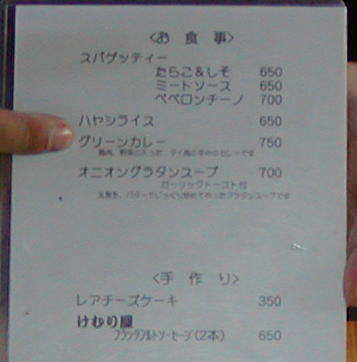 <お 食 事>
スパゲッティー
たらこ&しそ 650
ミートソース 650
ペペロンチーノ 700
ハヤシライス 650
グリーンカレー 750
オニオングラタンスープ 700
ガーリックトースト付
<手 作 り>
レアチーズケーキ 350
けむり屋
フランクフルトソーセージ(2本) 650